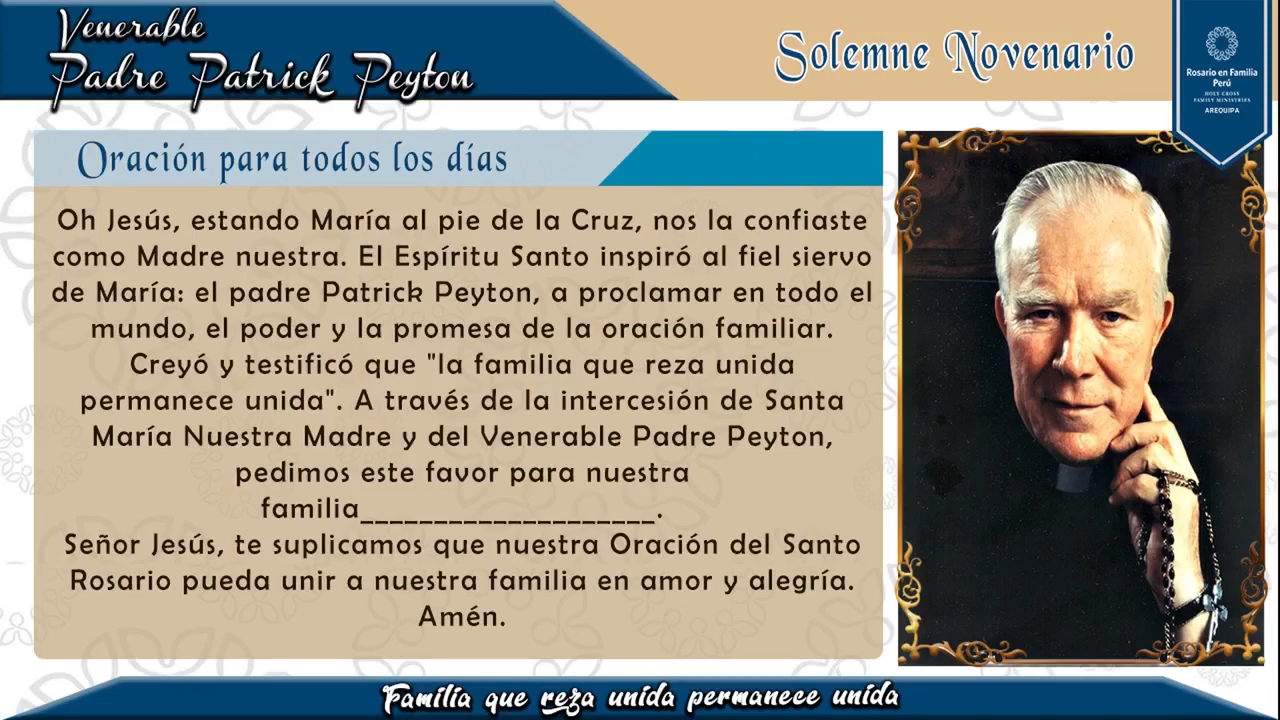 Venerable
Padre Patrick Peyton
Solemne Novenario
Rosario en Familia
Perú
HOLY CROSS
FAMILY MINISTRIES
AREQUIPA
Oración para todos los días
Oh Jesús, estando María al pie de la Cruz, nos la confiaste
como Madre nuestra. El Espíritu Santo inspiró al fiel siervo
de María: el padre Patrick Peyton, a proclamar en todo el
mundo, el poder y la promesa de la oración familiar.
Creyó y testificó que "la familia que reza unida
permanece unida". A través de la intercesión de Santa
María Nuestra Madre y del Venerable Padre Peyton,
pedimos este favor para nuestra
familia____________________.
Señor Jesús, te suplicamos que nuestra Oración del Santo
Rosario pueda unir a nuestra familia en amor y alegría.
Amén.
Familia que reza unida permanece unida